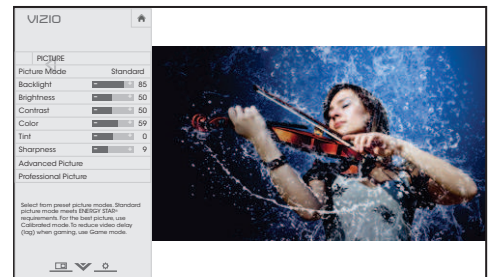 VIZIO
PICTURE
Picture Mode Standard
Backlight 85
Brightness 50
Contrast 50
Color 59
Tint 0
Sharpness 9
Advanced Picture
Professional Picture
Select from preset picture modes. Standard
picture mode meets ENERGY STAR®
requirements. For the best picture, use
Calibrated mode. To reduce video delay
(lag) when gaming, use Game mode.